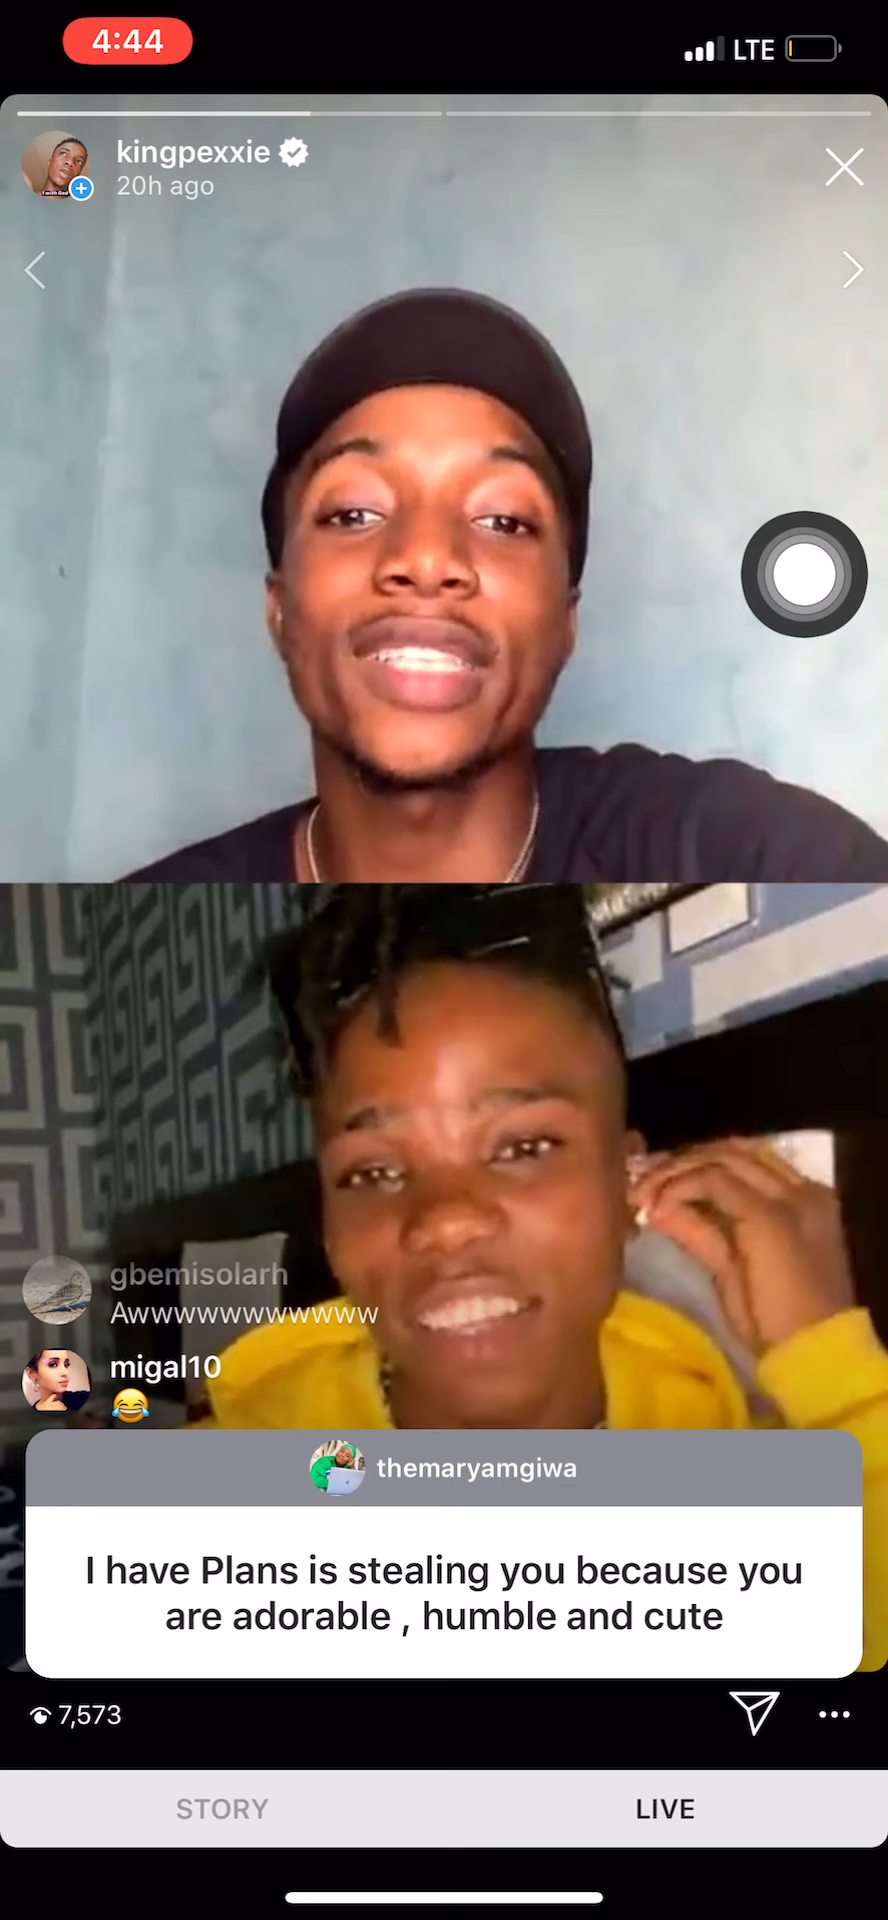 4:44
LTE
kingpexxie
20h ago
gbemisolarh
Awwwwwwwwwww
migal10
😂
themaryamgiwa
I have Plans is stealing you because you
are adorable , humble and cute
7,573
STORY
LIVE